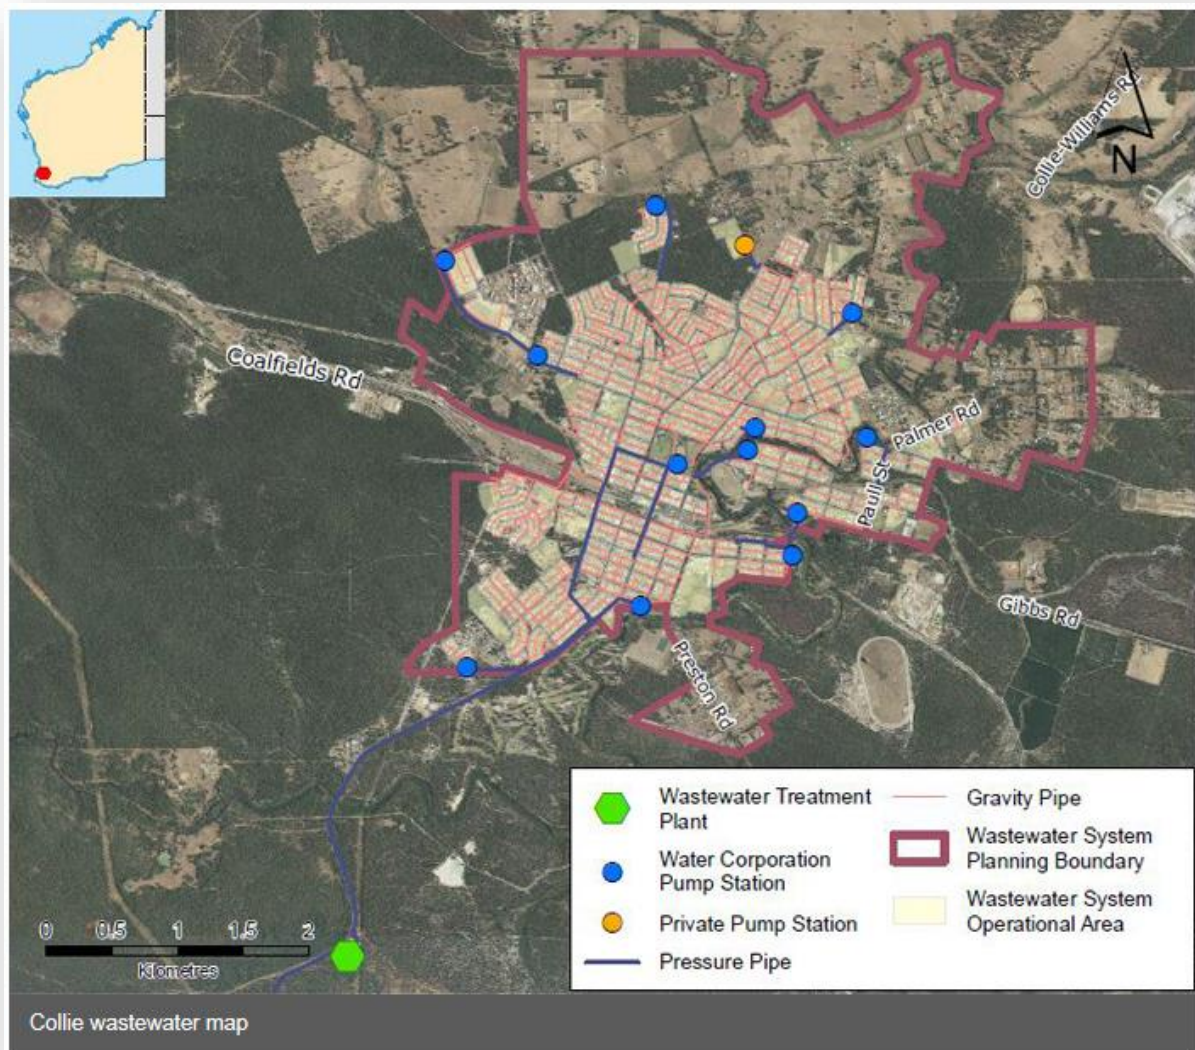 Collie-Williams Rd
N
Coalfields Rd
Palmer Rd
Paull St
Gibbs Rd
Preston Rd
Wastewater Treatment
Plant
Water Corporation
Pump Station
Private Pump Station
Pressure Pipe
Gravity Pipe
Wastewater System
Planning Boundary
Wastewater System
Operational Area
0 0.5 1 1.5 2
Kilometres
Collie wastewater map